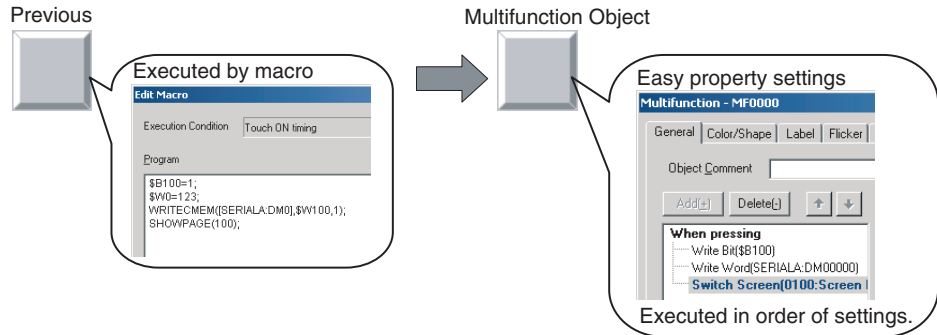 Previous
Executed by macro
Edit Macro
Execution Condition Touch ON timing
Program
$B100=1;
$W0=123;
WRITECMEM([SERIALA:DM0],$W100,1);
SHOWPAGE(100);
Multifunction Object
Easy property settings
Multifunction - MF0000
General Color/Shape Label Flicker
Object Comment
Add(+) Delete(-)
When pressing
Write Bit($B100)
Write Word(SERIALA:DM00000)
Switch Screen(0100:Screen
Executed in order of settings.